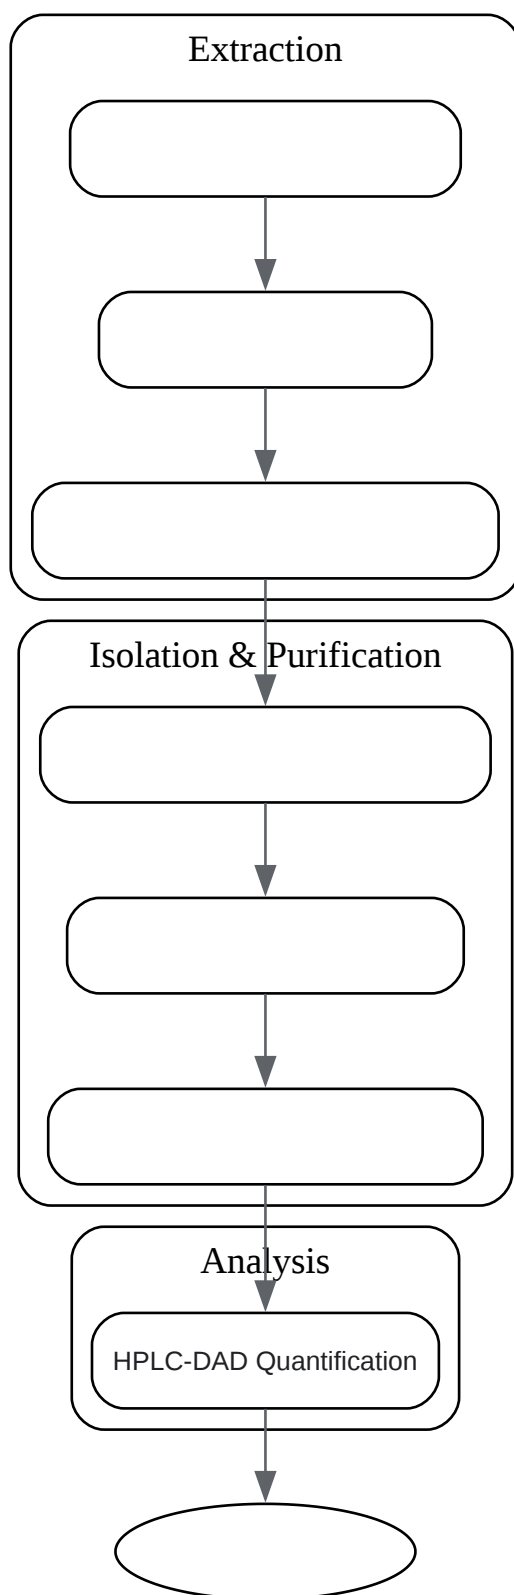 Extraction
Isolation & Purification
Analysis
HPLC-DAD Quantification